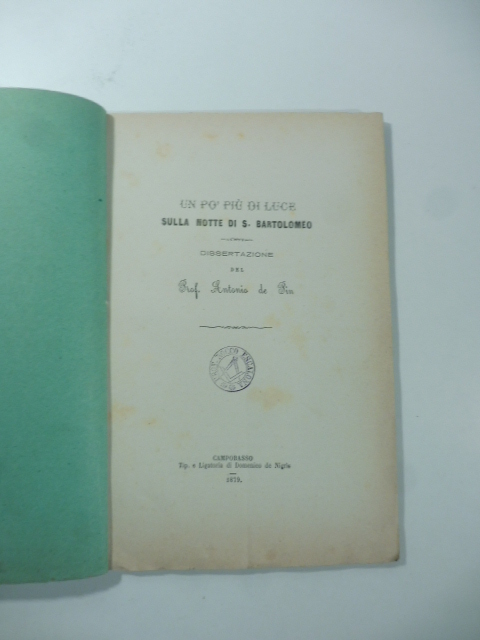 UN PO' PIÙ DI LUCE
SULLA NOTTE DI S. BARTOLOMEO
DISSERTAZIONE
DEL
Prof. Antonio de Pin
CAMPOBASSO
Tip. e Ligatoria di Domenico de Nigris
1879.